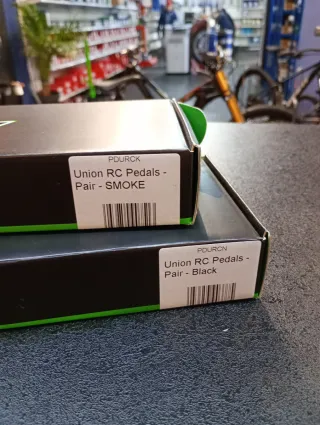 PDURCK
Union RC Pedals -
Pair - SMOKE
PDURCN
Union RC Pedals -
Pair - Black